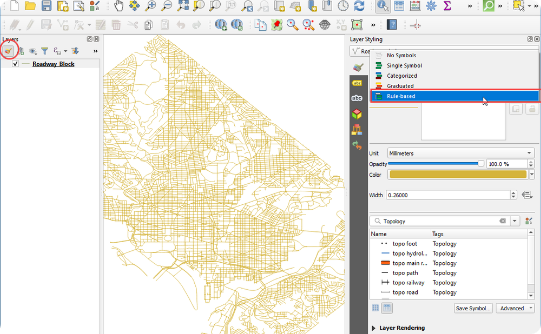 Layers
Roadway_Block
Layer Styling
No Symbols
Single Symbol
Categorized
Graduated
Rule-based
abc
abc
Unit Millimeters
Opacity 100.0 %
Color
Width 0.26000
Topology
Name Tags
topo foot Topology
topo hydrol... Topology
topo main r... Topology
topo path Topology
topo railway Topology
topo road Topology
Save Symbol... Advanced
Layer Rendering